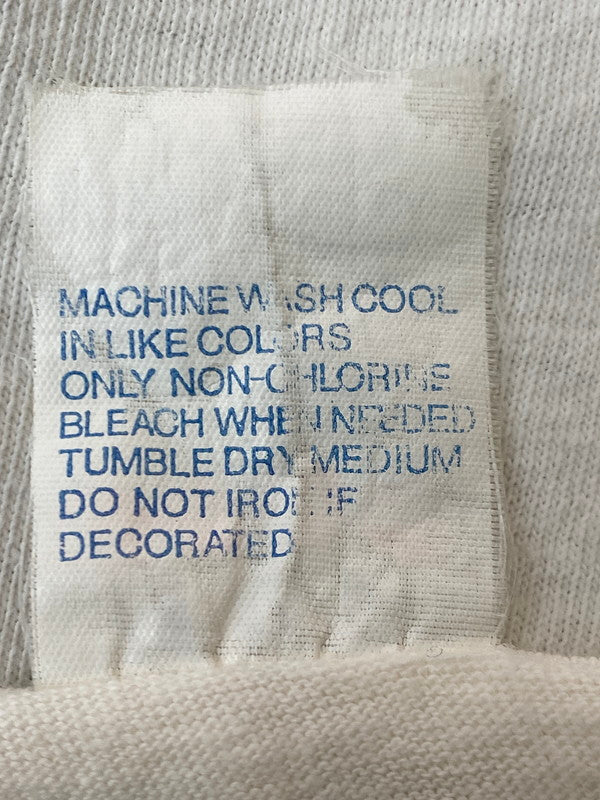 MACHINE WASH COOL
IN LIKE COLORS
ONLY NON-CHLORINE
BLEACH WHEN NEEDED
TUMBLE DRY MEDIUM
DO NOT IRON IF
DECORATED